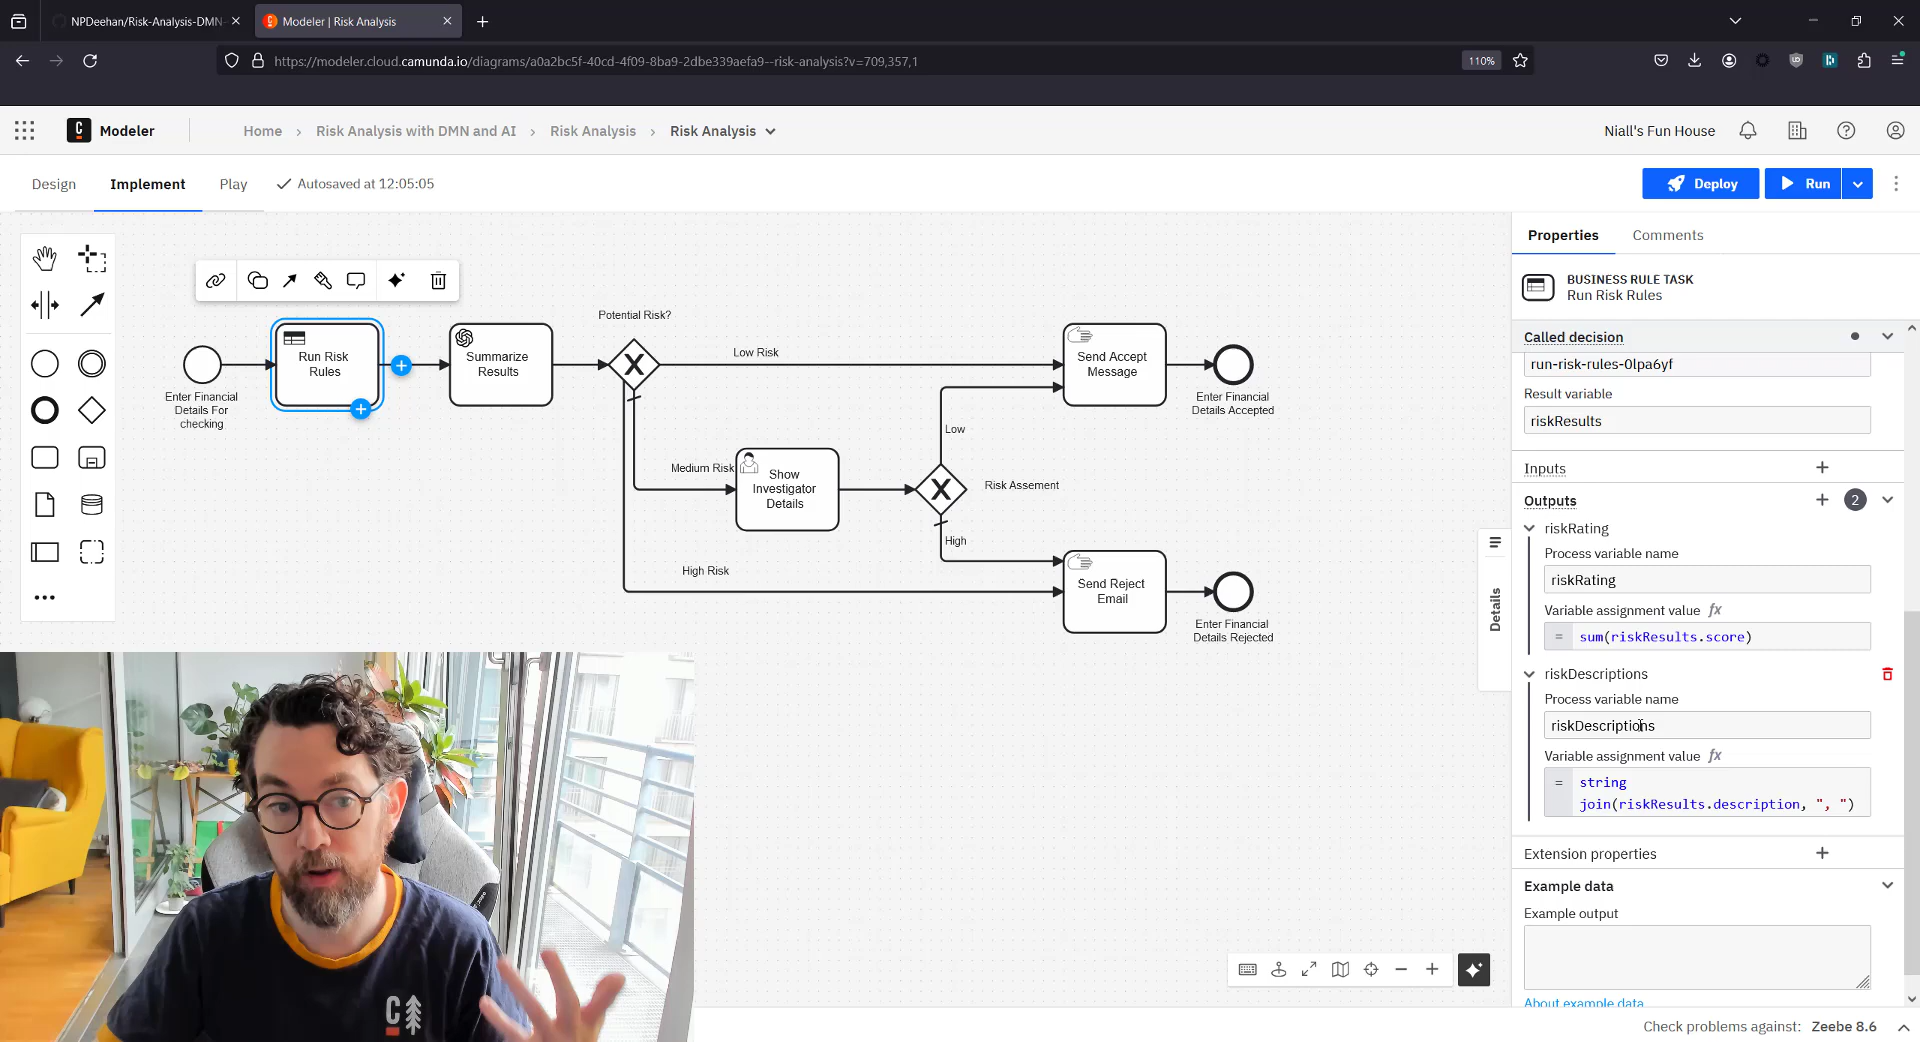 NPDeehan/Risk-Analysis-DMN-
Modeler | Risk Analysis
https://modeler.cloud.camunda.io/diagrams/a0a2bc5f-40cd-4f09-8ba9-2dbe339aefa9--risk-analysis?v=709,357,1
110%
Modeler
Home
Risk Analysis with DMN and AI
Risk Analysis
Risk Analysis
Niall's Fun House
Design
Implement
Play
Autosaved at 12:05:05
Deploy
Run
Properties
Comments
BUSINESS RULE TASK
Run Risk Rules
Called decision
run-risk-rules-0lpa6yf
Result variable
riskResults
Inputs
Outputs
2
riskRating
Process variable name
riskRating
Variable assignment value fx
= sum(riskResults.score)
riskDescriptions
Process variable name
riskDescriptions
Variable assignment value fx
= string
join(riskResults.description, ", ")
Extension properties
Example data
Example output
About example data
Check problems against: Zeebe 8.6
Details
Enter Financial
Details For
checking
Run Risk
Rules
Summarize
Results
Potential Risk?
Low Risk
Medium Risk
High Risk
Show
Investigator
Details
Risk Assement
Low
High
Send Accept
Message
Enter Financial
Details Accepted
Send Reject
Email
Enter Financial
Details Rejected